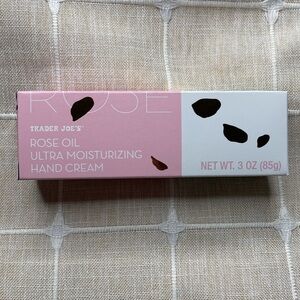 ROSE
TRADER JOE'S®
ROSE OIL
ULTRA MOISTURIZING
HAND CREAM
NET WT. 3 OZ (85g)